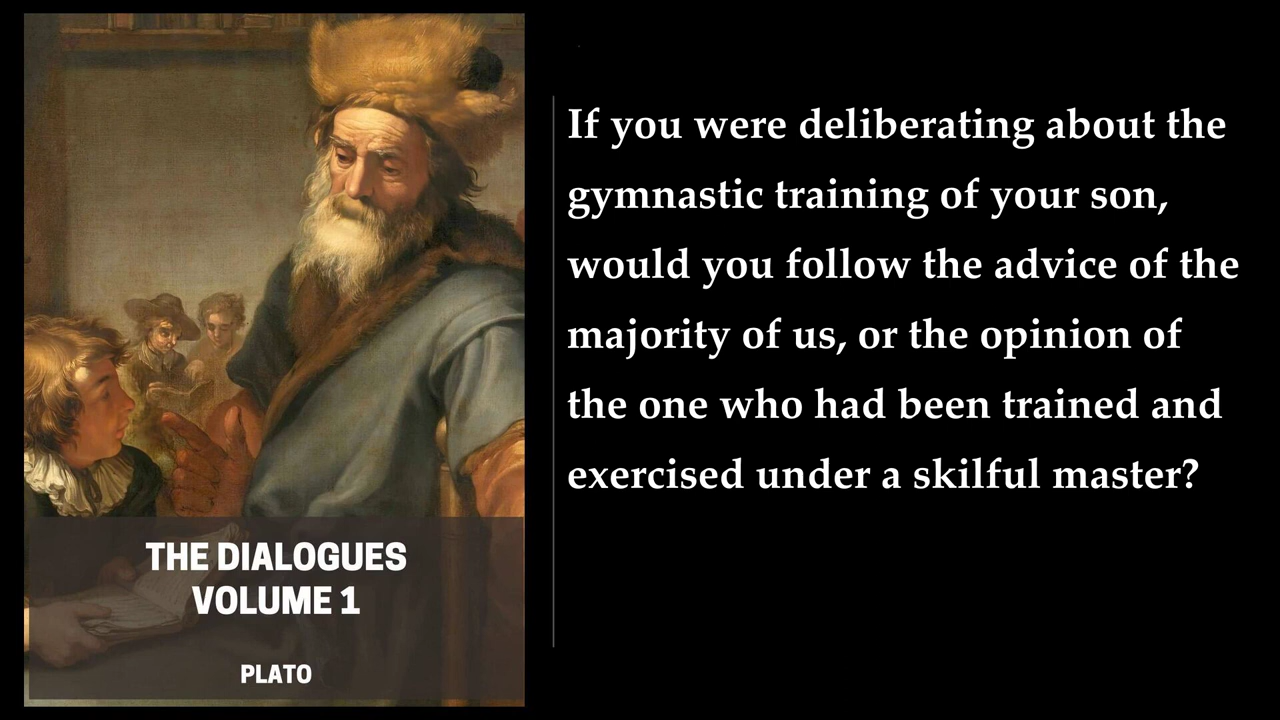 If you were deliberating about the
gymnastic training of your son,
would you follow the advice of the
majority of us, or the opinion of
the one who had been trained and
exercised under a skilful master?
THE DIALOGUES
VOLUME 1
PLATO